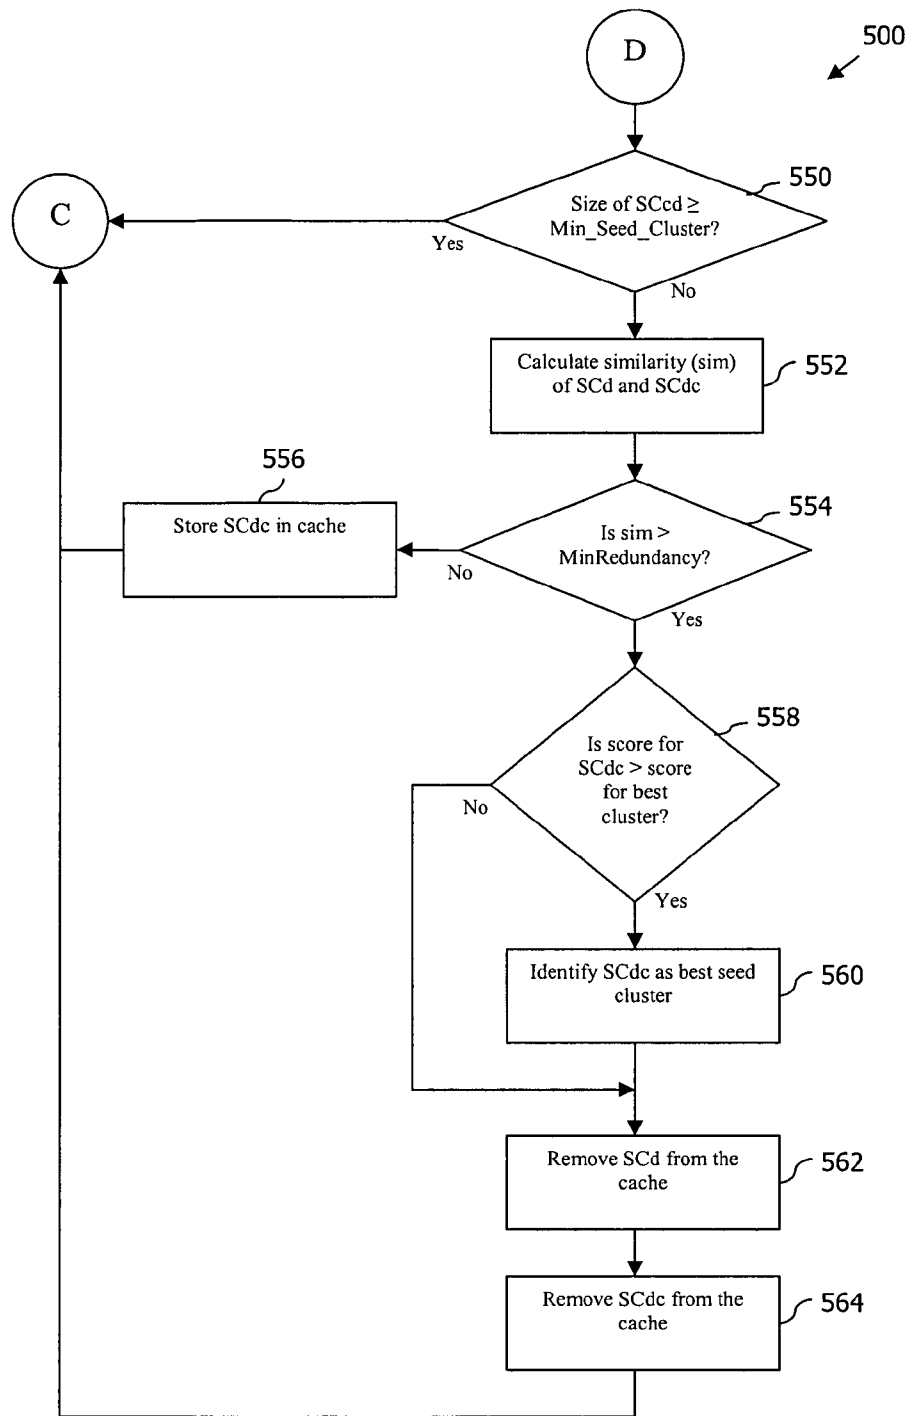 D
500
550
Size of SCcd ≥
Min_Seed_Cluster?
C
Yes
No
Calculate similarity (sim)
of SCd and SCdc
552
556
Store SCdc in cache
554
Is sim >
MinRedundancy?
No
Yes
558
Is score for
SCdc > score
for best
cluster?
No
Yes
Identify SCdc as best seed
cluster
560
Remove SCd from the
cache
562
Remove SCdc from the
cache
564